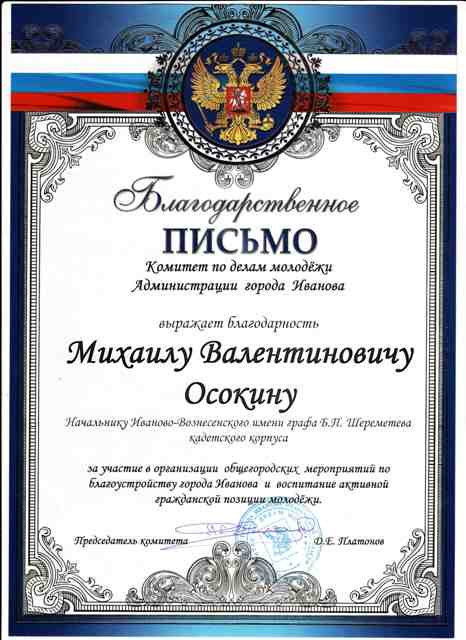 Благодарственное
ПИСЬМО
Комитет по делам молодёжи
Администрации города Иванова
выражает благодарность
Михаилу Валентиновичу
Осокину
Начальнику Иваново-Вознесенского имени графа Б.П. Шереметева
кадетского корпуса
за участие в организации общегородских мероприятий по
благоустройству города Иванова и воспитание активной
гражданской позиции молодёжи.
Председатель комитета Д.Е. Платонов